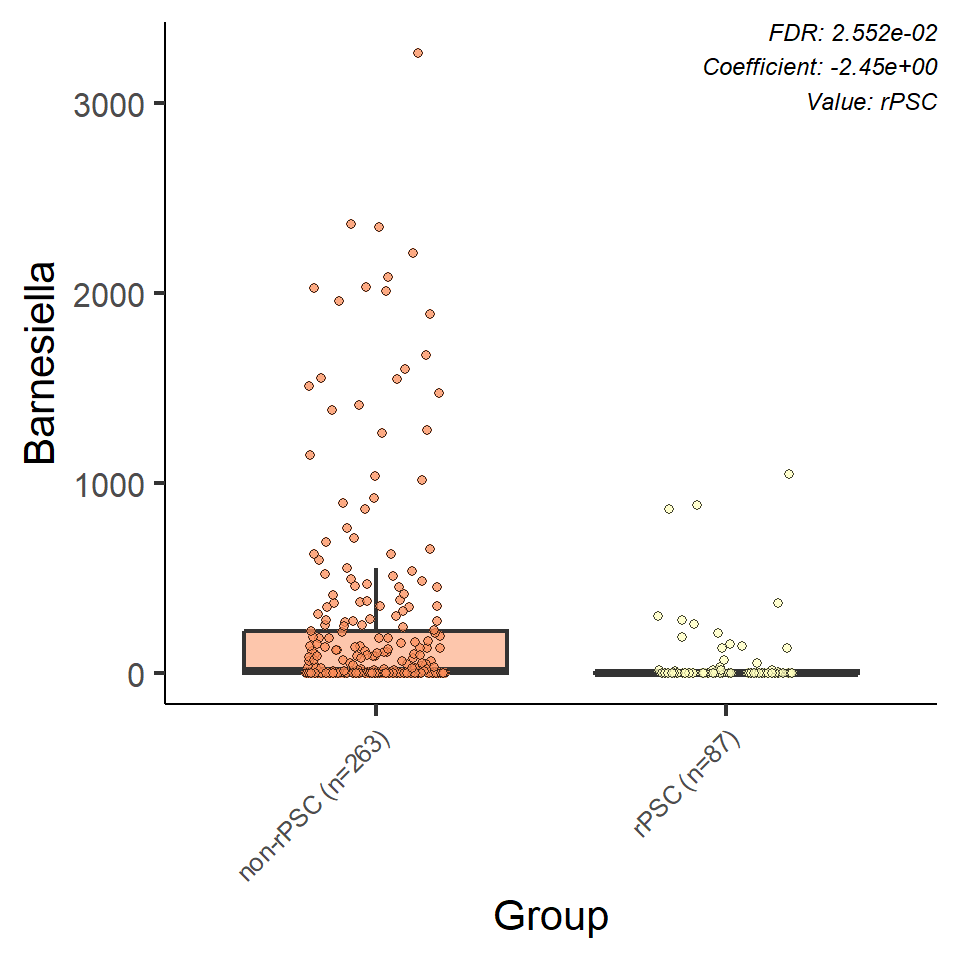 FDR: 2.552e-02
Coefficient: -2.45e+00
Value: rPSC
Barnesiella
3000
2000
1000
0
non-rPSC (n=263)
rPSC (n=87)
Group